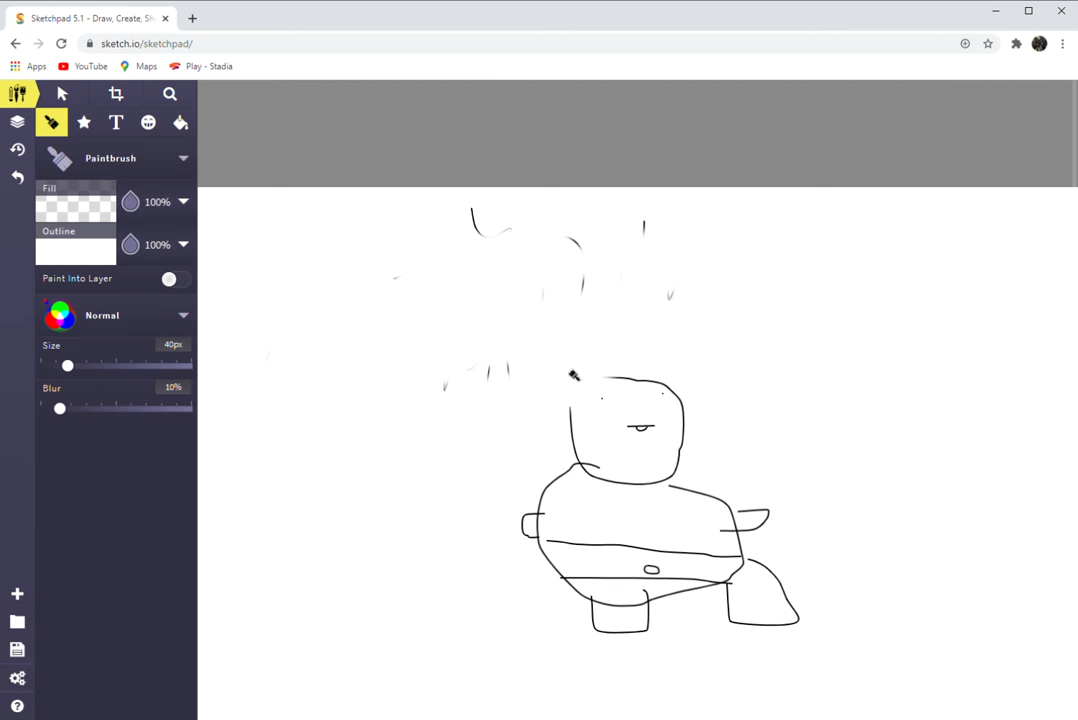 Sketchpad 5.1 - Draw, Create, Sh
sketch.io/sketchpad/
Apps YouTube Maps Play - Stadia
T
Paintbrush
Fill
100%
Outline
100%
Paint Into Layer
Normal
Size 40px
Blur 10%